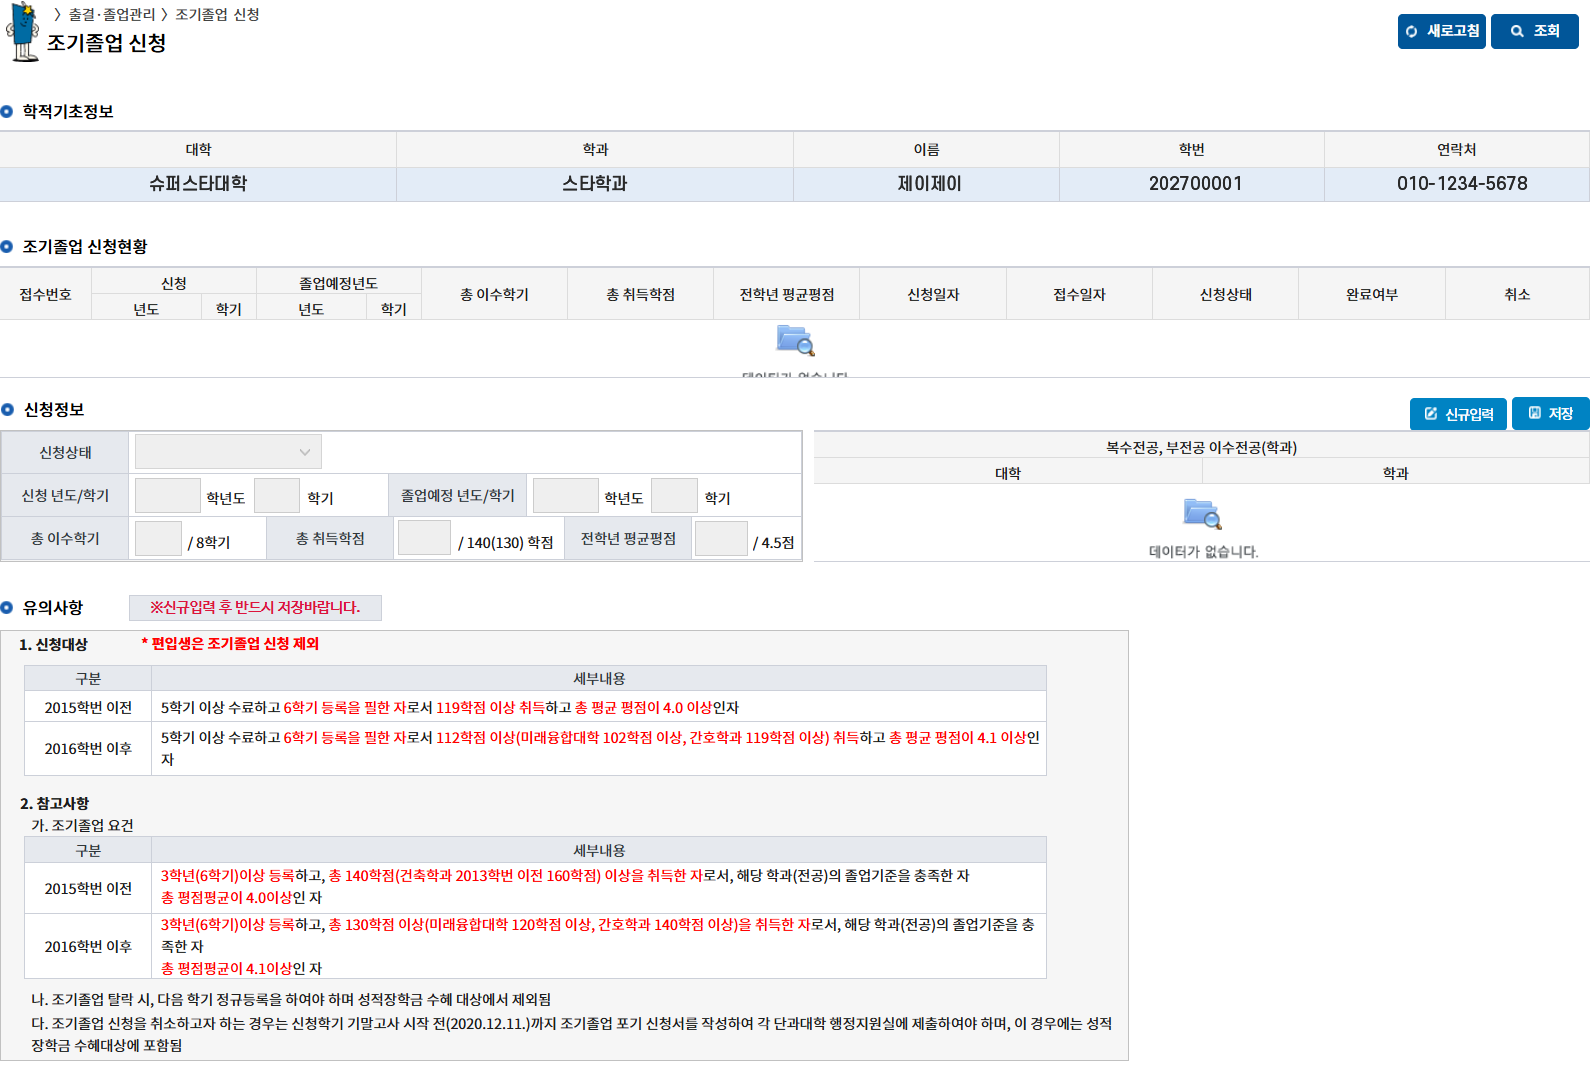 〉 출결·졸업관리 〉 조기졸업 신청
조기졸업 신청
새로고침 조회
학적기초정보
대학 학과 이름 학번 연락처
슈퍼스타대학 스타학과 제이제이 202700001 010-1234-5678
조기졸업 신청현황
접수번호 신청 졸업예정년도 총 이수학기 총 취득학점 전학년 평균평점 신청일자 접수일자 신청상태 완료여부 취소
년도 학기 년도 학기
데이터가 없습니다
신청정보
신규입력 저장
신청상태
신청 년도/학기 학년도 학기 졸업예정 년도/학기 학년도 학기
총 이수학기 / 8학기 총 취득학점 / 140(130) 학점 전학년 평균평점 / 4.5점
복수전공, 부전공 이수전공(학과)
대학 학과
데이터가 없습니다.
유의사항 ※신규입력 후 반드시 저장바랍니다.
1. 신청대상 * 편입생은 조기졸업 신청 제외
구분 세부내용
2015학번 이전 5학기 이상 수료하고 6학기 등록을 필한 자로서 119학점 이상 취득하고 총 평균 평점이 4.0 이상인자
2016학번 이후 5학기 이상 수료하고 6학기 등록을 필한 자로서 112학점 이상(미래융합대학 102학점 이상, 간호학과 119학점 이상) 취득하고 총 평균 평점이 4.1 이상인
자
2. 참고사항
가. 조기졸업 요건
구분 세부내용
2015학번 이전 3학년(6학기)이상 등록하고, 총 140학점(건축학과 2013학번 이전 160학점) 이상을 취득한 자로서, 해당 학과(전공)의 졸업기준을 충족한 자
총 평점평균이 4.0이상인 자
2016학번 이후 3학년(6학기)이상 등록하고, 총 130학점 이상(미래융합대학 120학점 이상, 간호학과 140학점 이상)을 취득한 자로서, 해당 학과(전공)의 졸업기준을 충
족한 자
총 평점평균이 4.1이상인 자
나. 조기졸업 탈락 시, 다음 학기 정규등록을 하여야 하며 성적장학금 수혜 대상에서 제외됨
다. 조기졸업 신청을 취소하고자 하는 경우는 신청학기 기말고사 시작 전(2020.12.11.)까지 조기졸업 포기 신청서를 작성하여 각 단과대학 행정지원실에 제출하여야 하며, 이 경우에는 성적
장학금 수혜대상에 포함됨